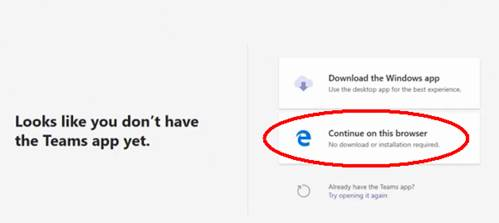 Looks like you don't have
the Teams app yet.
Download the Windows app
Use the desktop app for the best experience.
Continue on this browser
No download or installation required.
Already have the Teams app?
Try opening it again